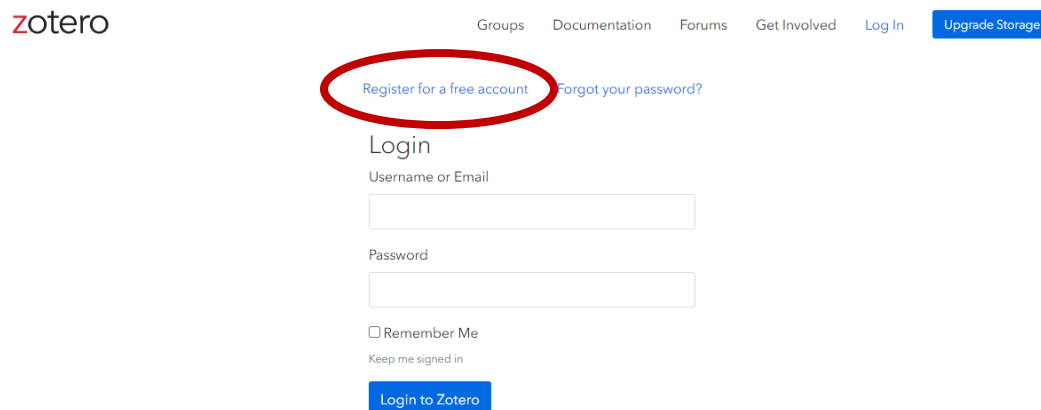 zotero Groups Documentation Forums Get Involved Log In Upgrade Storage
Register for a free account Forgot your password?
Login
Username or Email
Password
Remember Me
Keep me signed in
Login to Zotero